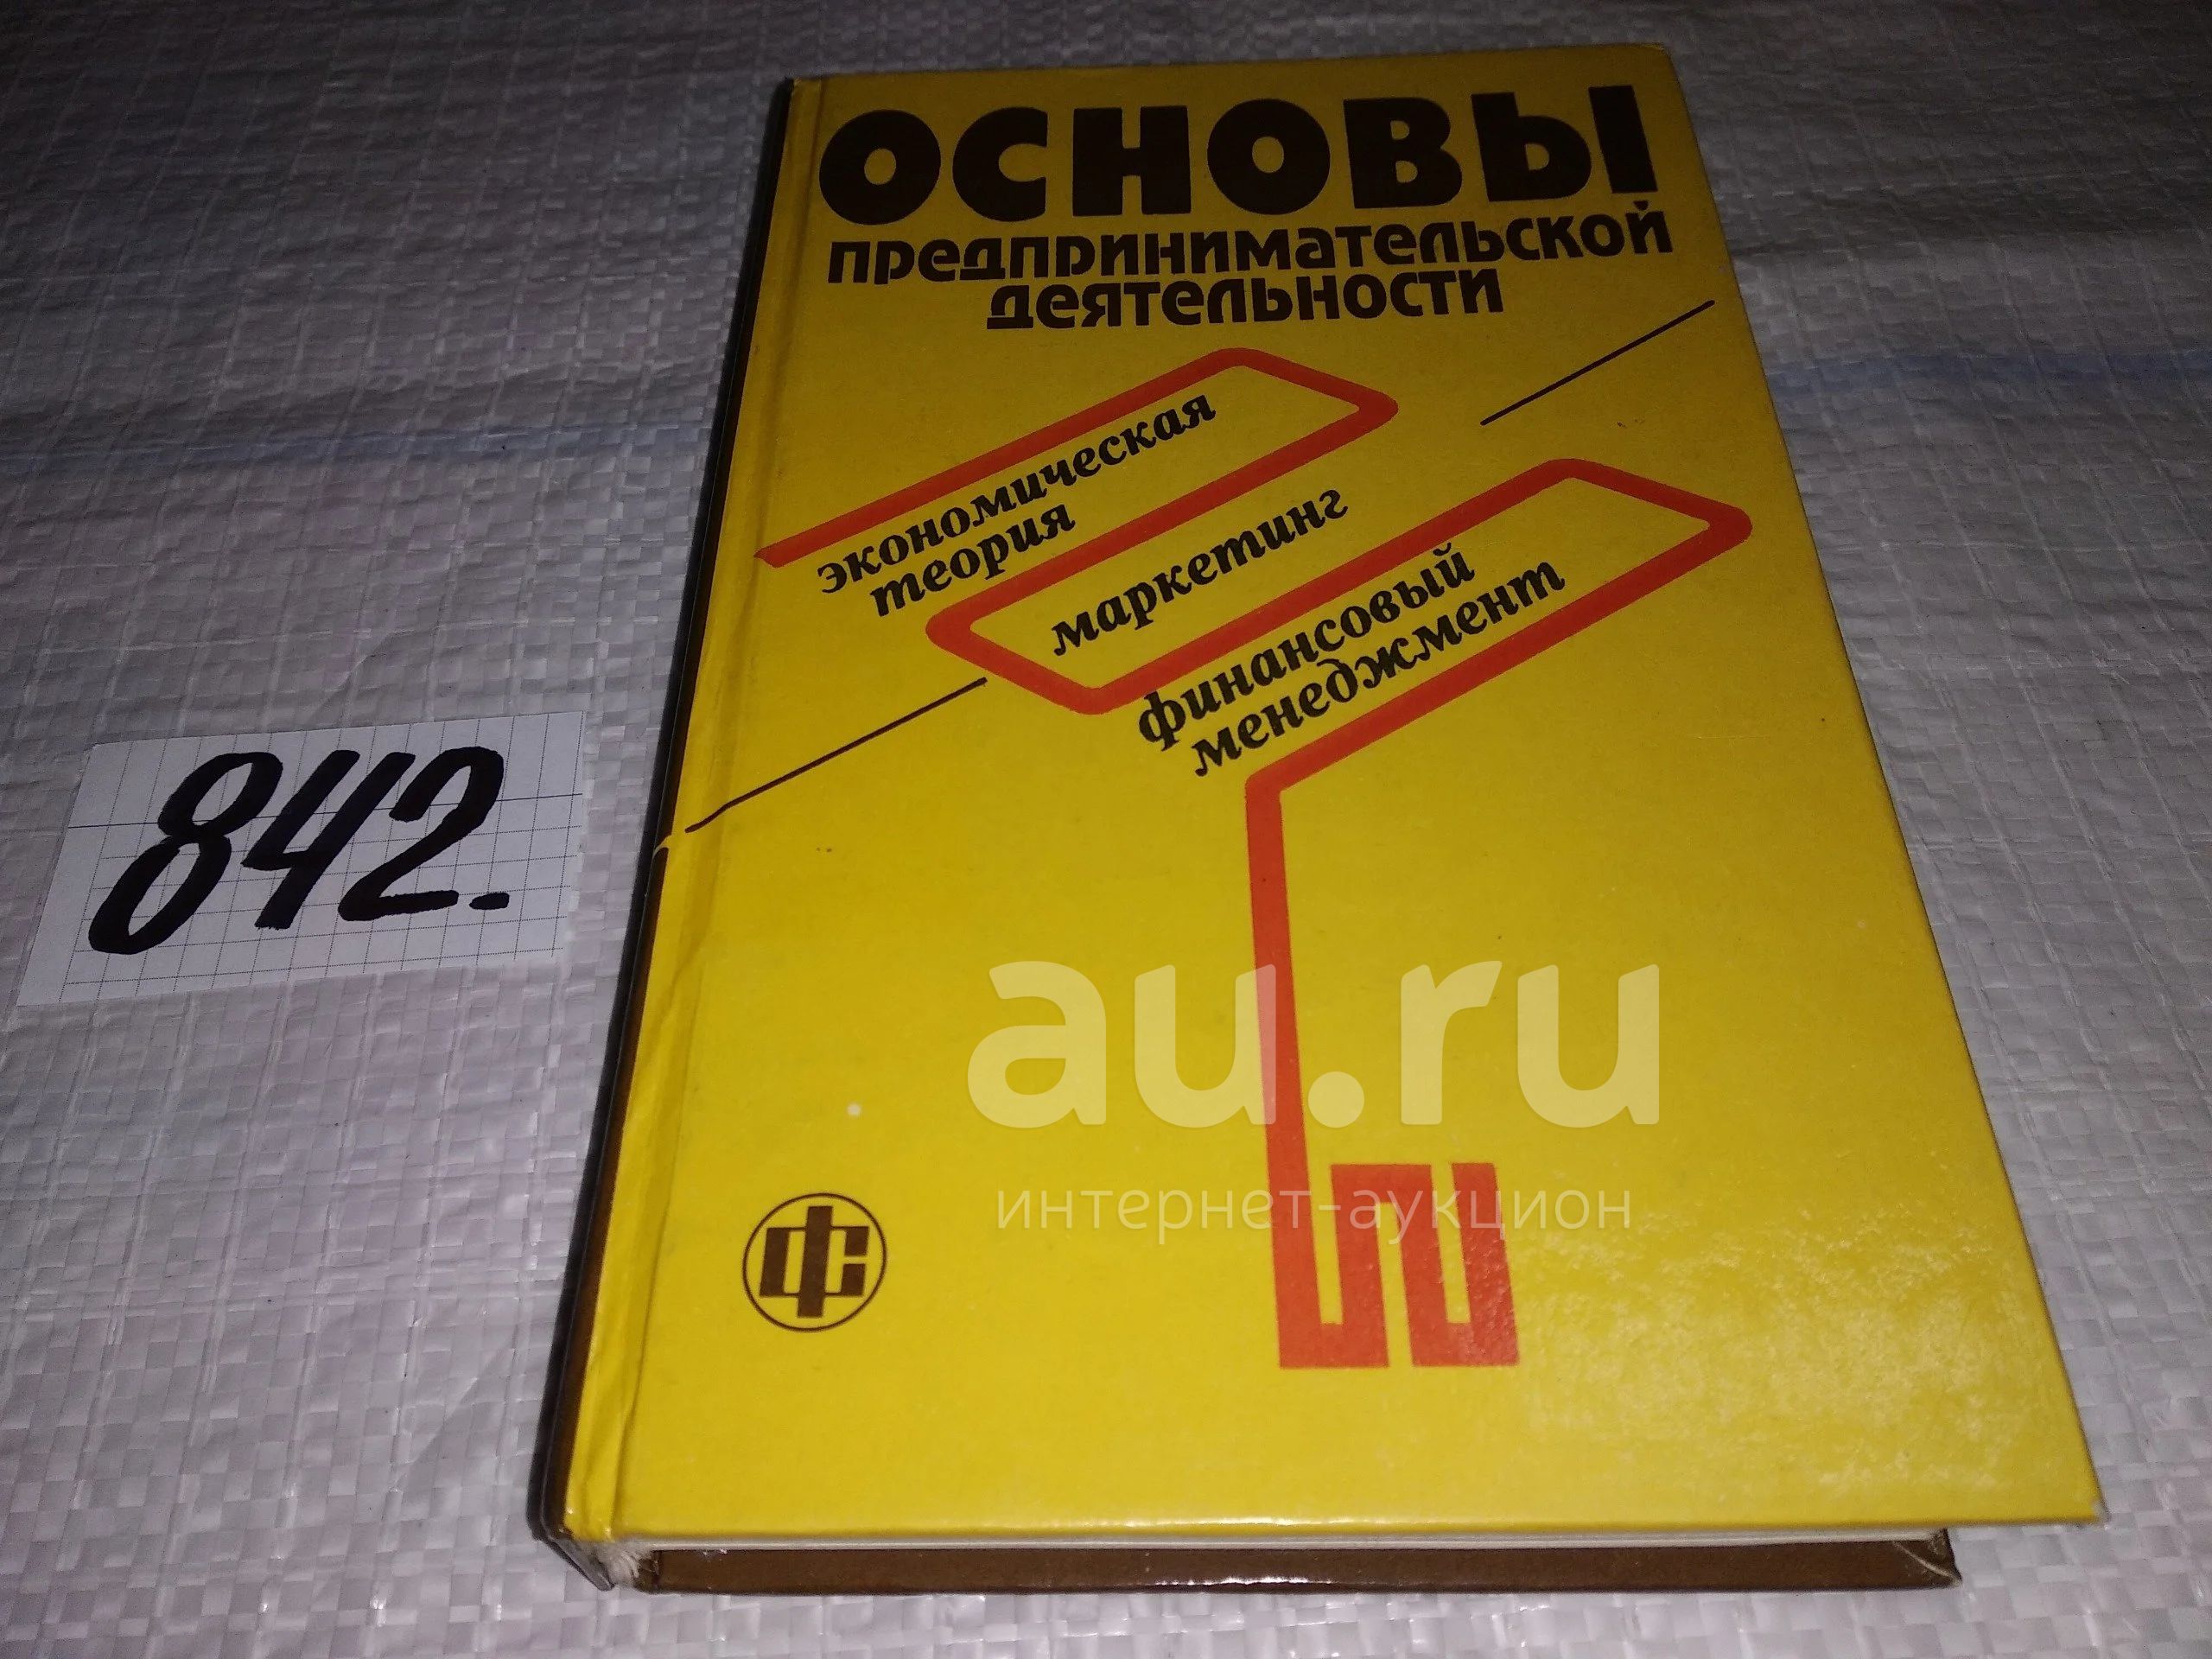 ОСНОВЫ
предпринимательской
деятельности
экономическая
теория
маркетинг
финансовый
менеджмент
842.
au.ru
интернет-аукцион
фс